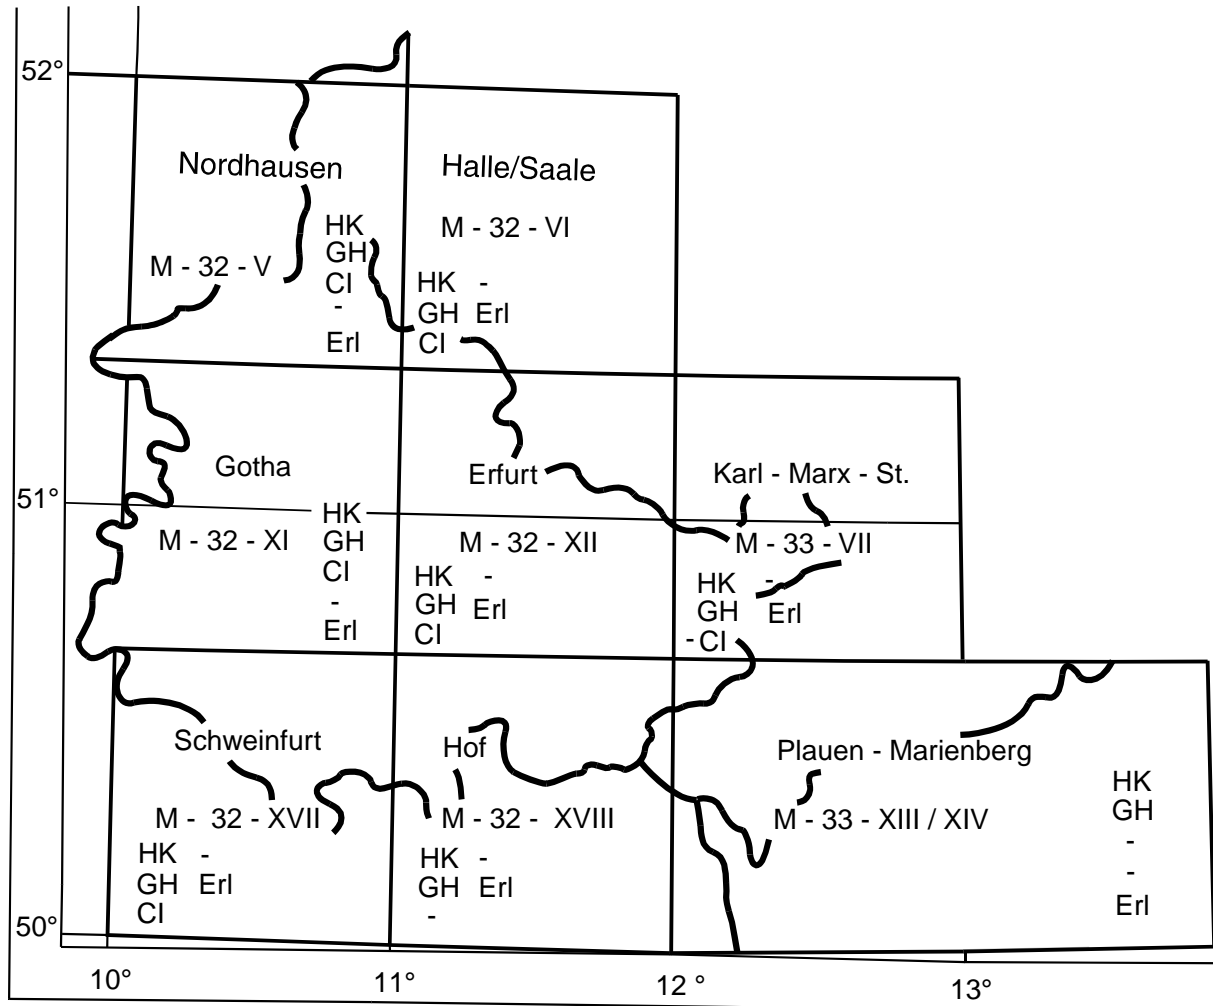 52°
Nordhausen
M - 32 - V
HK
GH
CI
-
Erl
Halle/Saale
M - 32 - VI
HK -
GH Erl
CI
51°
Gotha
M - 32 - XI
HK
GH
CI
-
Erl
Erfurt
M - 32 - XII
HK -
GH Erl
CI
Karl - Marx - St.
M - 33 - VII
HK -
GH Erl
- CI
Schweinfurt
M - 32 - XVII
HK -
GH Erl
CI
Hof
M - 32 - XVIII
HK -
GH Erl
-
Plauen - Marienberg
M - 33 - XIII / XIV
HK
GH
-
-
Erl
50°
10° 11° 12 ° 13°